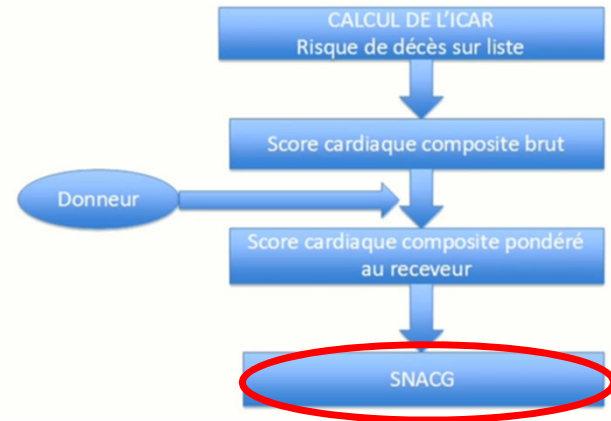 CALCUL DE L'ICAR
Risque de décès sur liste
Score cardiaque composite brut
Donneur
Score cardiaque composite pondéré
au receveur
SNACG